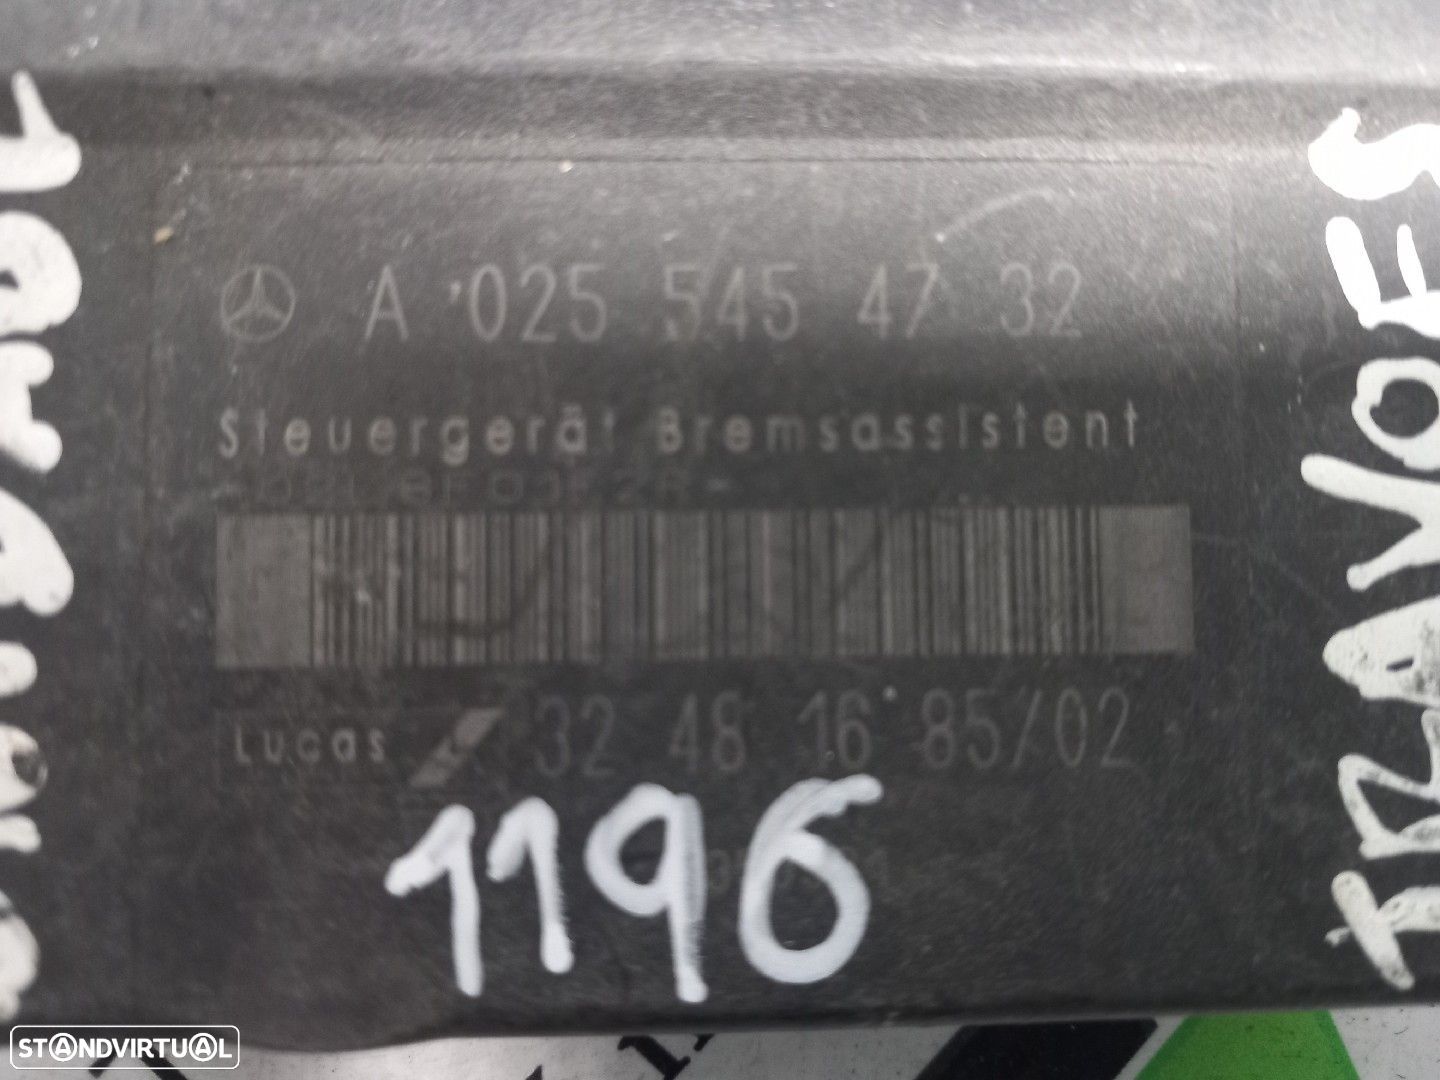 A 025 545 47 32
Steuergerät Bremsassistent
Lucas 32 48 16 85/02
1196
TRAVOES
STANDVIRTUAL